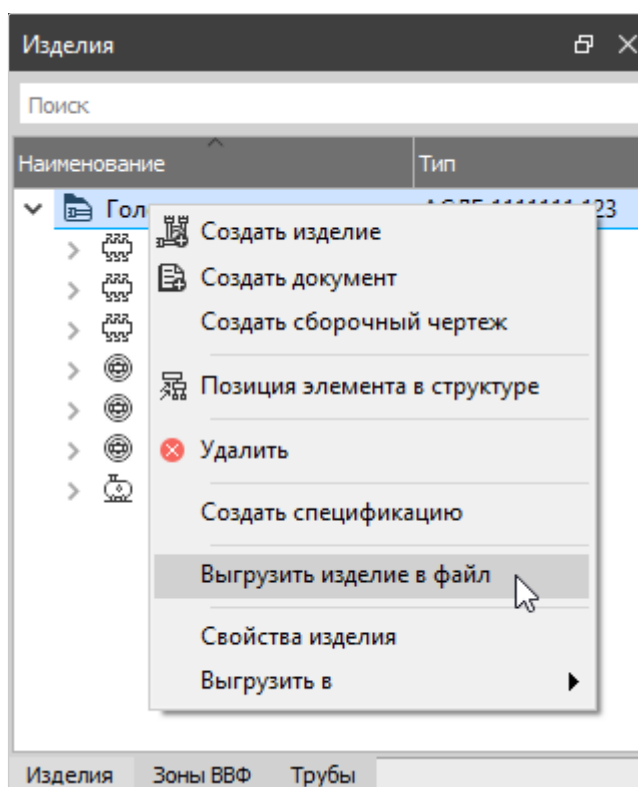 Изделия
Поиск
Наименование Тип
Гол
Создать изделие
Создать документ
Создать сборочный чертеж
Позиция элемента в структуре
Удалить
Создать спецификацию
Выгрузить изделие в файл
Свойства изделия
Выгрузить в
Изделия Зоны ВВФ Трубы